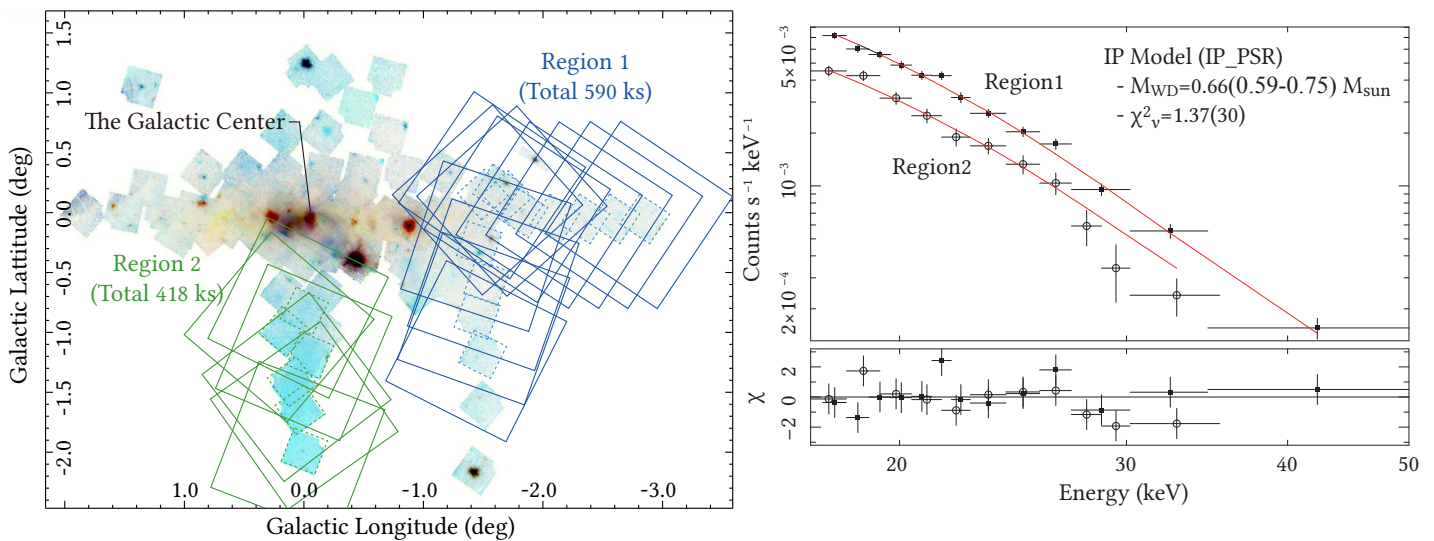 Region 1
(Total 590 ks)
The Galactic Center
Region 2
(Total 418 ks)
1.5
1.0
0.5
0.0
-0.5
-1.0
-1.5
-2.0
Galactic Lattitude (deg)
1.0 0.0 -1.0 -2.0 -3.0
Galactic Longitude (deg)
IP Model (IP_PSR)
- MWD=0.66(0.59-0.75) Msun
- χ²ν=1.37(30)
Region1
Region2
5×10⁻³
10⁻³
2×10⁻⁴
Counts s⁻¹ keV⁻¹
2
0
−2
χ
20 30 40 50
Energy (keV)